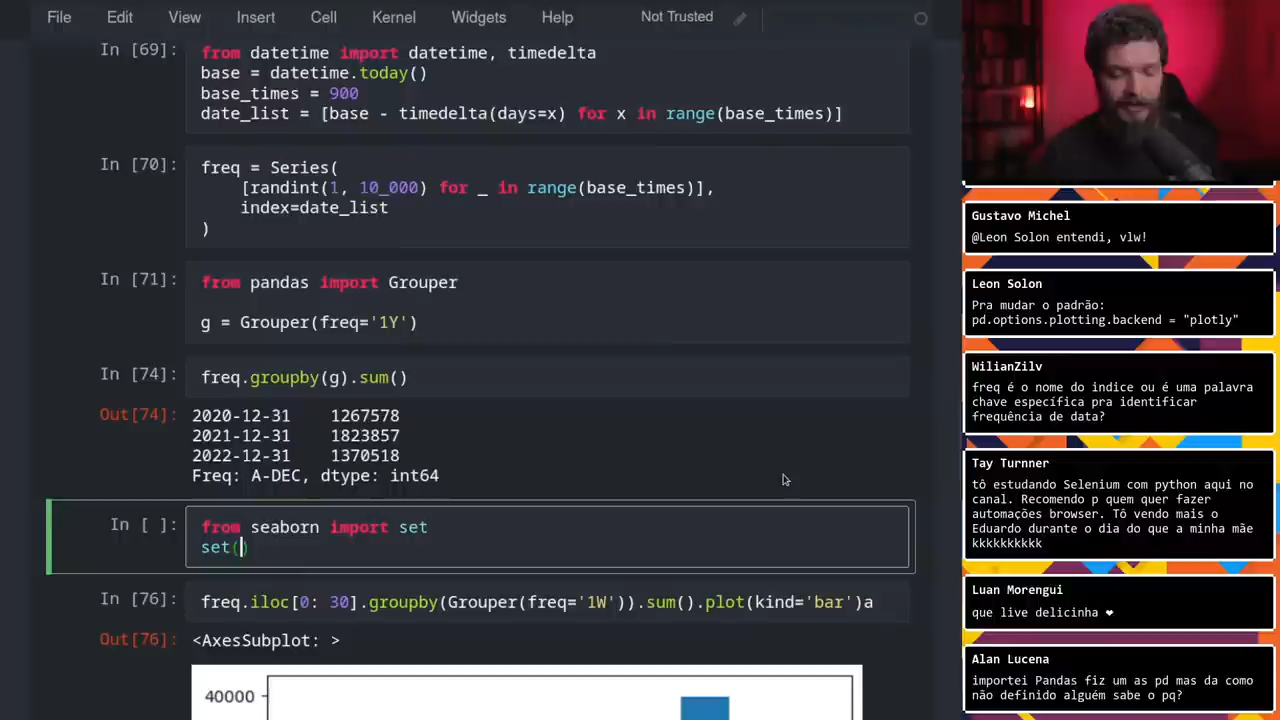 File Edit View Insert Cell Kernel Widgets Help Not Trusted
In [69]:
from datetime import datetime, timedelta
base = datetime.today()
base_times = 900
date_list = [base - timedelta(days=x) for x in range(base_times)]
In [70]:
freq = Series(
    [randint(1, 10_000) for _ in range(base_times)],
    index=date_list
)
In [71]:
from pandas import Grouper
g = Grouper(freq='1Y')
In [74]:
freq.groupby(g).sum()
Out[74]:
2020-12-31    1267578
2021-12-31    1823857
2022-12-31    1370518
Freq: A-DEC, dtype: int64
In [ ]:
from seaborn import set
set()
In [76]:
freq.iloc[0: 30].groupby(Grouper(freq='1W')).sum().plot(kind='bar')a
Out[76]:
<AxesSubplot: >
40000
Gustavo Michel
@Leon Solon entendi, vlw!
Leon Solon
Pra mudar o padrão:
pd.options.plotting.backend = "plotly"
WilianZilv
freq é o nome do indice ou é uma palavra
chave específica pra identificar
frequência de data?
Tay Turnner
tô estudando Selenium com python aqui no
canal. Recomendo p quem quer fazer
automações browser. Tô vendo mais o
Eduardo durante o dia do que a minha mãe
kkkkkkkkkk
Luan Morengui
que live delicinha ❤
Alan Lucena
importei Pandas fiz um as pd mas da como
não definido alguém sabe o pq?